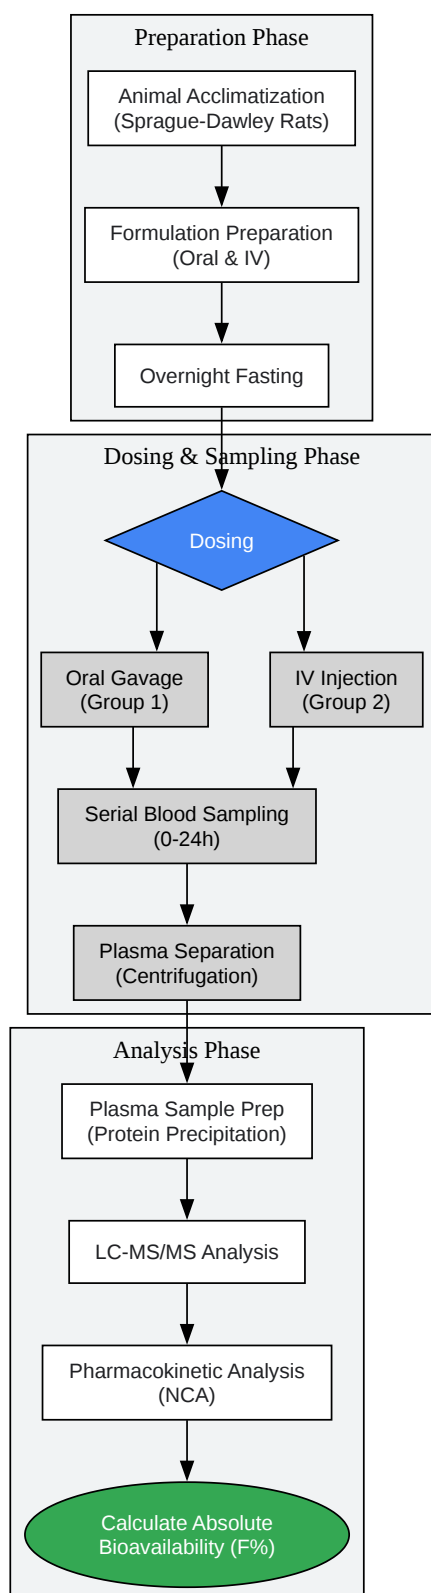 Preparation Phase
Animal Acclimatization
(Sprague-Dawley Rats)
Formulation Preparation
(Oral & IV)
Overnight Fasting
Dosing & Sampling Phase
Dosing
Oral Gavage
(Group 1)
IV Injection
(Group 2)
Serial Blood Sampling
(0-24h)
Plasma Separation
(Centrifugation)
Analysis Phase
Plasma Sample Prep
(Protein Precipitation)
LC-MS/MS Analysis
Pharmacokinetic Analysis
(NCA)
Calculate Absolute
Bioavailability (F%)